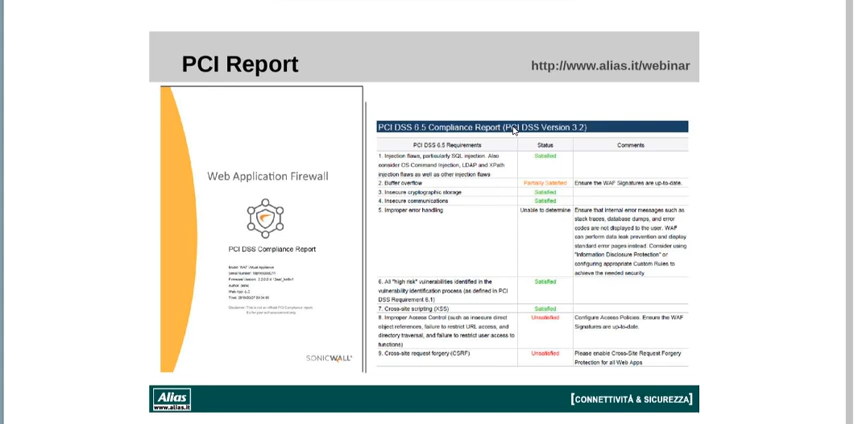 PCI Report
http://www.alias.it/webinar
Web Application Firewall
PCI DSS Compliance Report
SONICWALL
PCI DSS 6.5 Compliance Report (PCI DSS Version 3.2)
PCI DSS 6.5 Requirements Status Comments
1. Injection flaws, particularly SQL injection. Also Satisfied
consider OS Command Injection, LDAP and XPath
injection flaws as well as other injection flaws
2. Buffer overflow Partially Satisfied Ensure the WAF Signatures are up-to-date.
3. Insecure cryptographic storage Satisfied
4. Insecure communications Satisfied
5. Improper error handling Unable to determine Ensure that internal error messages such as
stack traces, database dumps, and error
codes are not displayed to the user. WAF
can perform data leak prevention and display
standard error pages instead. Consider using
"Information Disclosure Protection" or
configuring appropriate Custom Rules to
achieve the needed security.
6. All "high risk" vulnerabilities identified in the Satisfied
vulnerability identification process (as defined in PCI
DSS Requirement 6.1)
7. Cross-site scripting (XSS) Satisfied
8. Improper Access Control (such as insecure direct Unsatisfied Configure Access Policies. Ensure the WAF
object references, failure to restrict URL access, and Signatures are up-to-date.
directory traversal, and failure to restrict user access to
functions)
9. Cross-site request forgery (CSRF) Unsatisfied Please enable Cross-Site Request Forgery
Protection for all Web Apps
Alias
www.alias.it
[CONNETTIVITÀ & SICUREZZA]